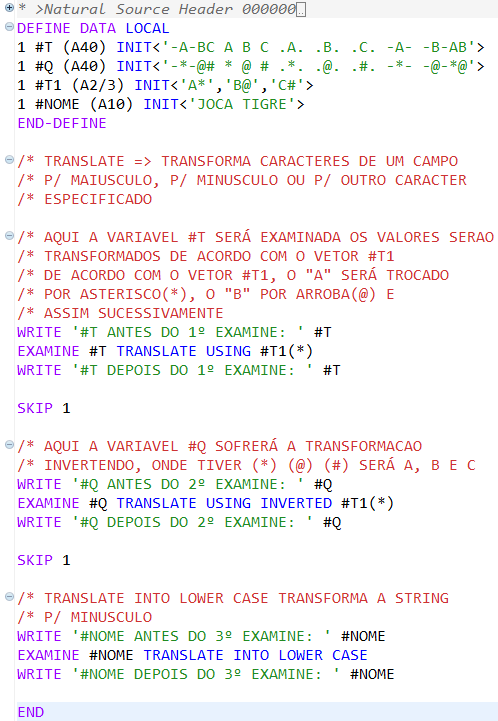 * >Natural Source Header 000000..
DEFINE DATA LOCAL
1 #T (A40) INIT<'-A-BC A B C .A. .B. .C. -A- -B-AB'>
1 #Q (A40) INIT<'-*-@# * @ # .*. .@. .#. -*- -@-*@'>
1 #T1 (A2/3) INIT<'A*','B@','C#'>
1 #NOME (A10) INIT<'JOCA TIGRE'>
END-DEFINE
/* TRANSLATE => TRANSFORMA CARACTERES DE UM CAMPO
/* P/ MAIUSCULO, P/ MINUSCULO OU P/ OUTRO CARACTER
/* ESPECIFICADO
/* AQUI A VARIAVEL #T SERÁ EXAMINADA OS VALORES SERAO
/* TRANSFORMADOS DE ACORDO COM O VETOR #T1
/* DE ACORDO COM O VETOR #T1, O "A" SERÁ TROCADO
/* POR ASTERISCO(*), O "B" POR ARROBA(@) E
/* ASSIM SUCESSIVAMENTE
WRITE '#T ANTES DO 1º EXAMINE: ' #T
EXAMINE #T TRANSLATE USING #T1(*)
WRITE '#T DEPOIS DO 1º EXAMINE: ' #T
SKIP 1
/* AQUI A VARIAVEL #Q SOFRERÁ A TRANSFORMACAO
/* INVERTENDO, ONDE TIVER (*) (@) (#) SERÁ A, B E C
WRITE '#Q ANTES DO 2º EXAMINE: ' #Q
EXAMINE #Q TRANSLATE USING INVERTED #T1(*)
WRITE '#Q DEPOIS DO 2º EXAMINE: ' #Q
SKIP 1
/* TRANSLATE INTO LOWER CASE TRANSFORMA A STRING
/* P/ MINUSCULO
WRITE '#NOME ANTES DO 3º EXAMINE: ' #NOME
EXAMINE #NOME TRANSLATE INTO LOWER CASE
WRITE '#NOME DEPOIS DO 3º EXAMINE: ' #NOME
END